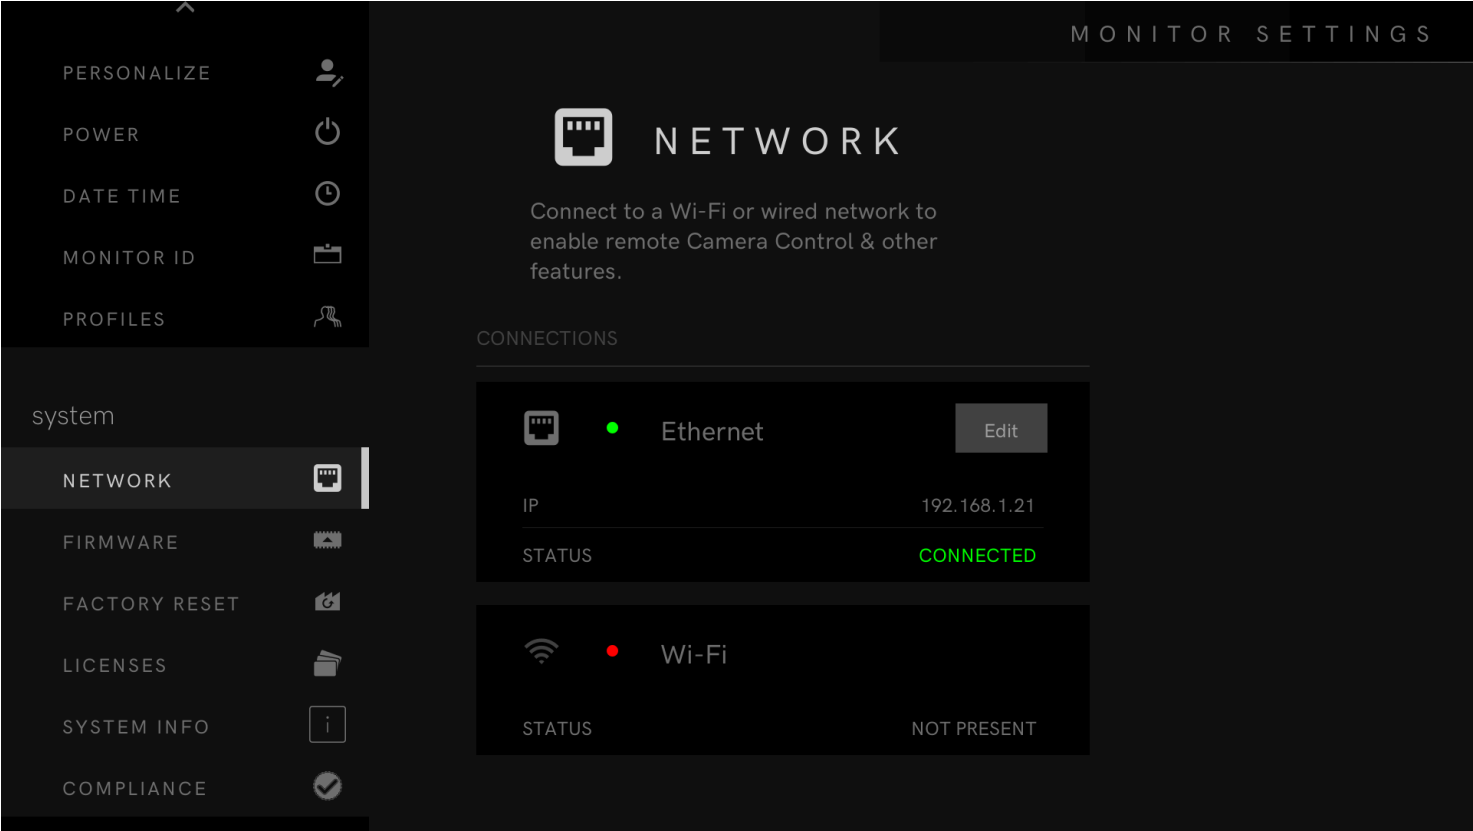 MONITOR SETTINGS
PERSONALIZE
POWER
DATE TIME
MONITOR ID
PROFILES
system
NETWORK
FIRMWARE
FACTORY RESET
LICENSES
SYSTEM INFO
i
COMPLIANCE
NETWORK
Connect to a Wi-Fi or wired network to
enable remote Camera Control & other
features.
CONNECTIONS
Ethernet
Edit
IP 192.168.1.21
STATUS CONNECTED
Wi-Fi
STATUS NOT PRESENT